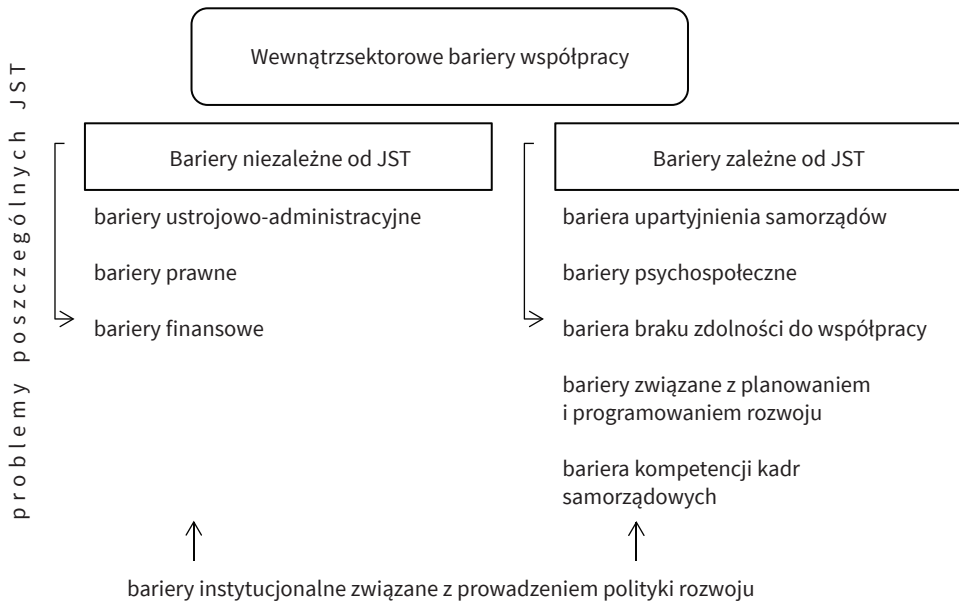 Wewnątrzsektorowe bariery współpracy
problemy poszczególnych JST
Bariery niezależne od JST
bariery ustrojowo-administracyjne
bariery prawne
bariery finansowe
Bariery zależne od JST
bariera upartyjnienia samorządów
bariery psychospołeczne
bariera braku zdolności do współpracy
bariery związane z planowaniem
i programowaniem rozwoju
bariera kompetencji kadr
samorządowych
bariery instytucjonalne związane z prowadzeniem polityki rozwoju